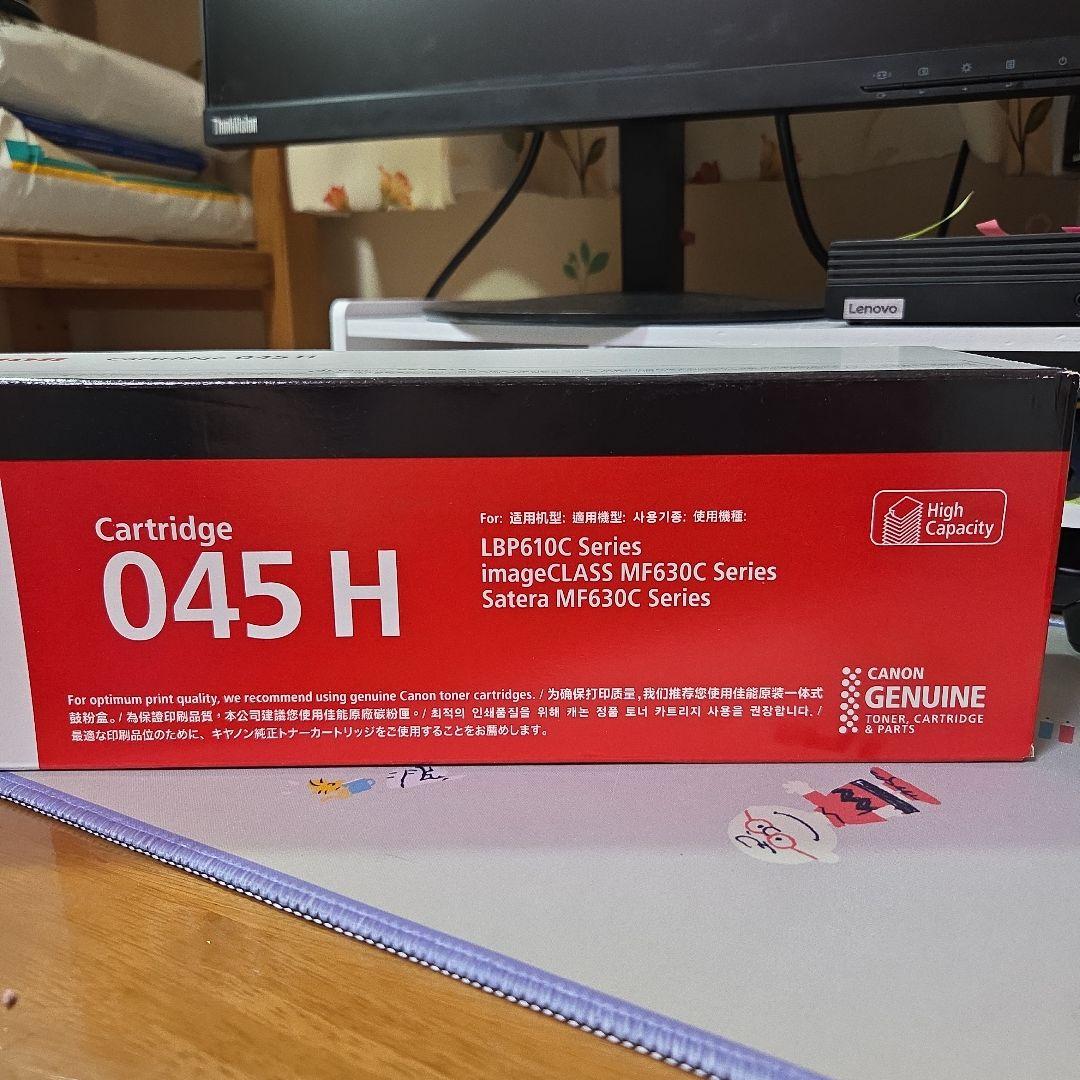 ThinkVision
Lenovo
Cartridge 045 H
Cartridge
045 H
For: 适用机型: 適用機型: 사용기종: 使用機種:
LBP610C Series
imageCLASS MF630C Series
Satera MF630C Series
High
Capacity
For optimum print quality, we recommend using genuine Canon toner cartridges. / 为确保打印质量,我们推荐您使用佳能原装一体式
鼓粉盒。/ 為保證印刷品質,本公司建議您使用佳能原廠碳粉匣。/ 최적의 인쇄품질을 위해 캐논 정품 토너 카트리지 사용을 권장합니다. /
最適な印刷品位のために、キヤノン純正トナーカートリッジをご使用することをお薦めします。
CANON
GENUINE
TONER, CARTRIDGE
& PARTS